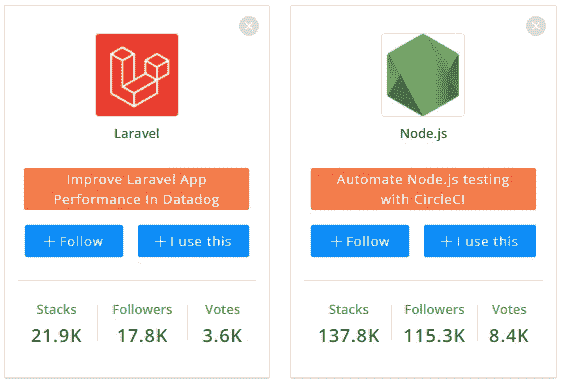 Laravel
Improve Laravel App
Performance In Datadog
+ Follow
+ I use this
Stacks
Followers
Votes
21.9K
17.8K
3.6K
Node.js
Automate Node.js testing
with CircleCI
+ Follow
+ I use this
Stacks
Followers
Votes
137.8K
115.3K
8.4K